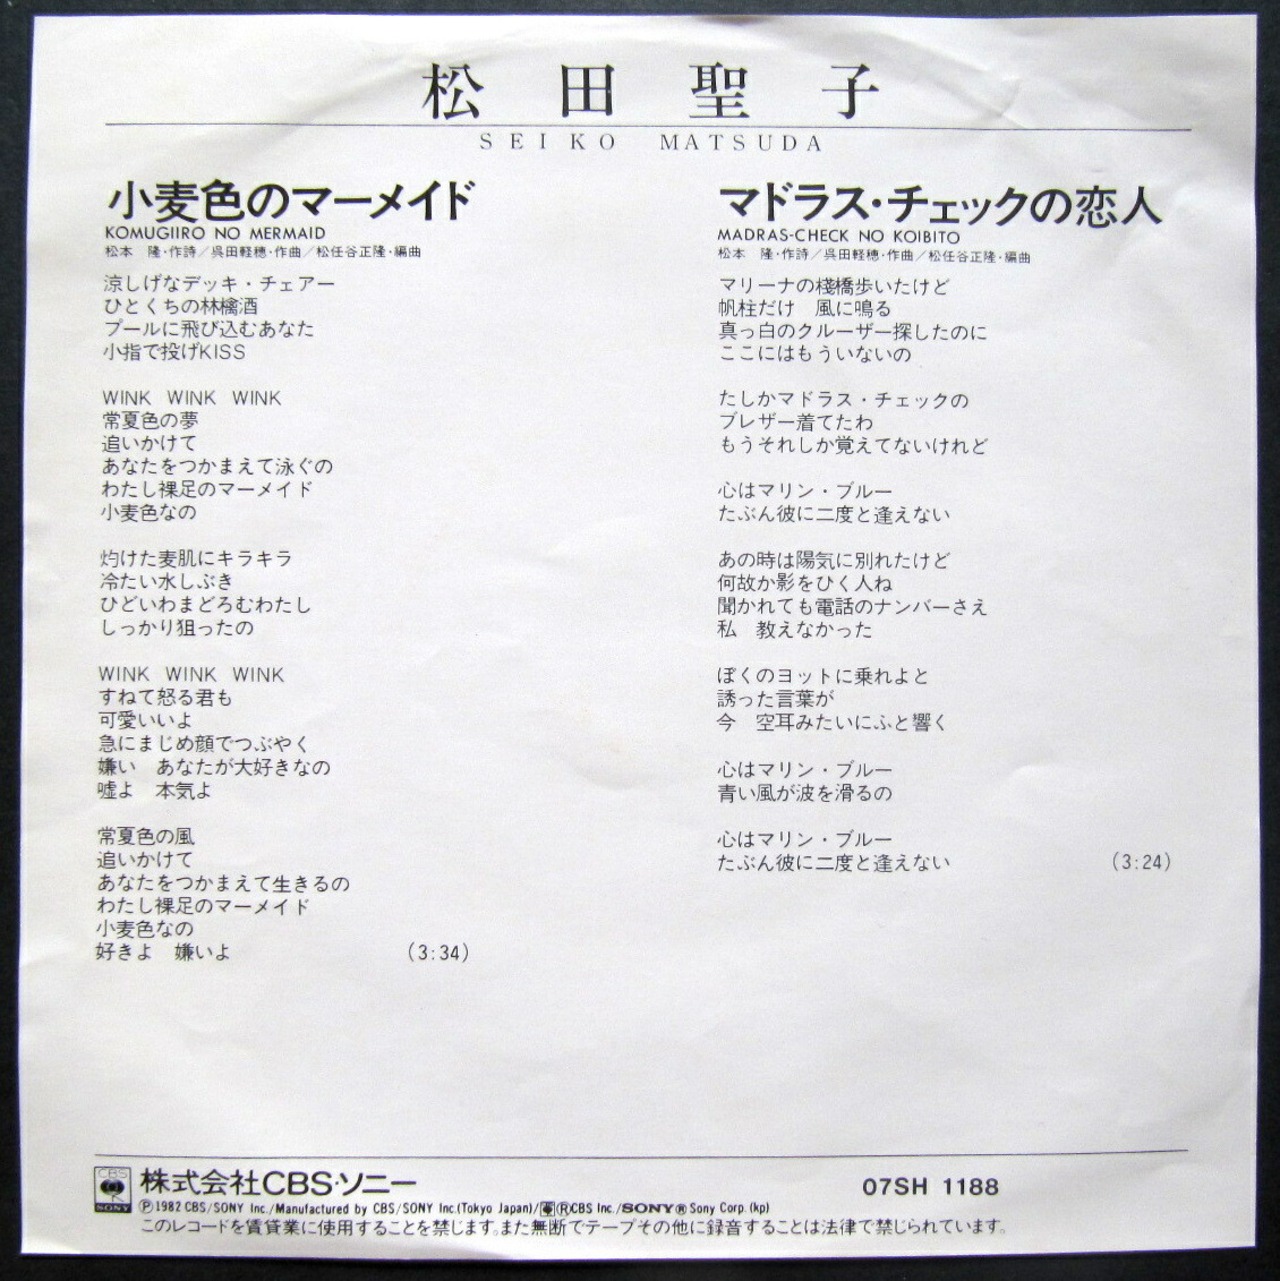 松田聖子
SEIKO MATSUDA
小麦色のマーメイド
KOMUGIIRO NO MERMAID
松本 隆・作詩／呉田軽穂・作曲／松任谷正隆・編曲
涼しげなデッキ・チェアー
ひとくちの林檎酒
プールに飛び込むあなた
小指で投げKISS
WINK WINK WINK
常夏色の夢
追いかけて
あなたをつかまえて泳ぐの
わたし裸足のマーメイド
小麦色なの
灼けた麦肌にキラキラ
冷たい水しぶき
ひどいわまどろむわたし
しっかり狙ったの
WINK WINK WINK
すねて怒る君も
可愛いいよ
急にまじめ顔でつぶやく
嫌い あなたが大好きなの
嘘よ 本気よ
常夏色の風
追いかけて
あなたをつかまえて生きるの
わたし裸足のマーメイド
小麦色なの
好きよ 嫌いよ (3:34)
マドラス・チェックの恋人
MADRAS-CHECK NO KOIBITO
松本 隆・作詩／呉田軽穂・作曲／松任谷正隆・編曲
マリーナの棧橋歩いたけど
帆柱だけ 風に鳴る
真っ白のクルーザー探したのに
ここにはもういないの
たしかマドラス・チェックの
ブレザー着てたわ
もうそれしか覚えてないけれど
心はマリン・ブルー
たぶん彼に二度と逢えない
あの時は陽気に別れたけど
何故か影をひく人ね
聞かれても電話のナンバーさえ
私 教えなかった
ぼくのヨットに乗れよと
誘った言葉が
今 空耳みたいにふと響く
心はマリン・ブルー
青い風が波を滑るの
心はマリン・ブルー
たぶん彼に二度と逢えない (3:24)
CBS
SONY
株式会社CBS・ソニー
07SH 1188
Ⓟ1982 CBS/SONY Inc./Manufactured by CBS/SONY Inc.(Tokyo Japan)/ⓇCBS Inc./SONY®Sony Corp.(kp)
このレコードを賃貸業に使用することを禁じます。また無断でテープその他に録音することは法律で禁じられています。